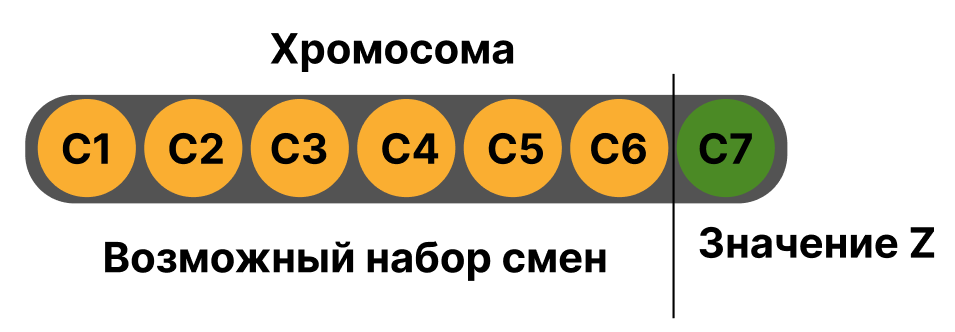 Хромосома
C1 C2 C3 C4 C5 C6 C7
Возможный набор смен
Значение Z